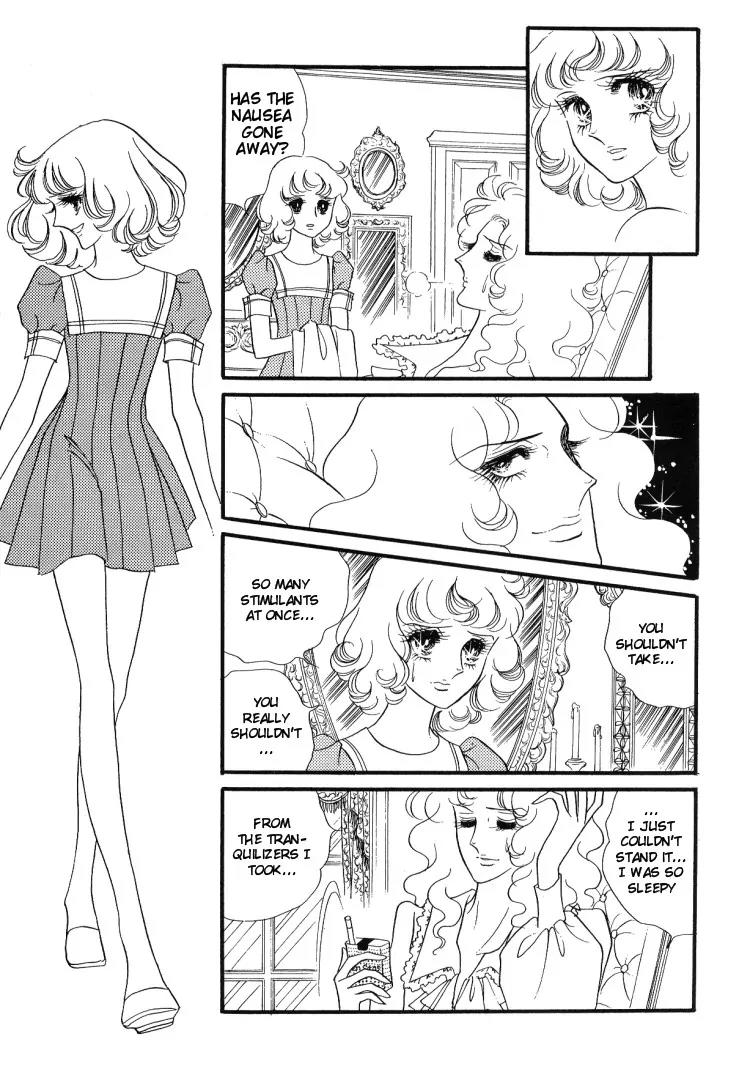 HAS THE
NAUSEA
GONE
AWAY?
YOU
SHOULDN'T
TAKE...
SO MANY
STIMULANTS
AT ONCE...
YOU
REALLY
SHOULDN'T
...
...
I JUST
COULDN'T
STAND IT...
I WAS SO
SLEEPY
FROM
THE TRAN-
QUILIZERS I
TOOK...